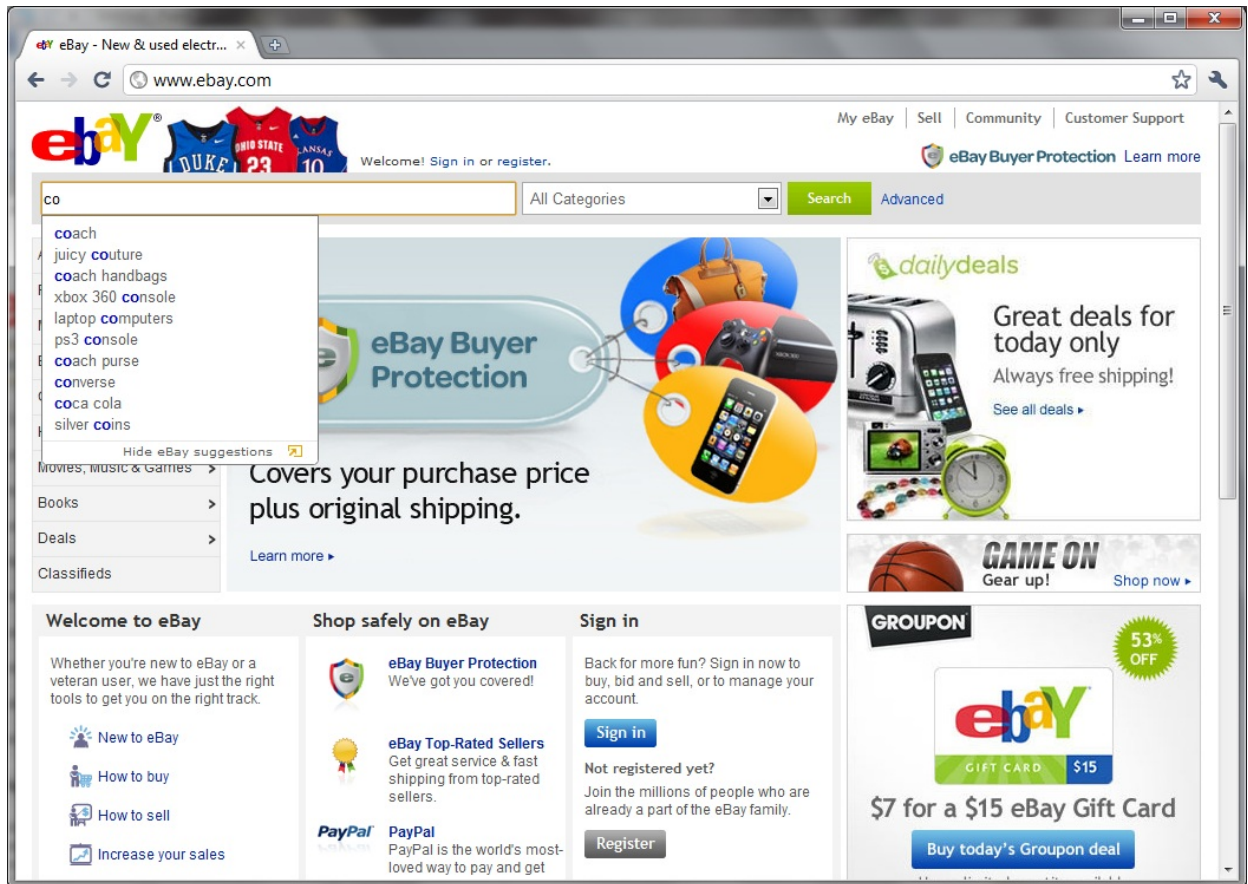 eBay - New & used electr...
www.ebay.com
My eBay
Sell
Community
Customer Support
ebaY®
DUKE
OHIO STATE
23
KANSAS
10
Welcome! Sign in or register.
eBay Buyer Protection Learn more
co
All Categories
Search
Advanced
coach
juicy couture
coach handbags
xbox 360 console
laptop computers
ps3 console
coach purse
converse
coca cola
silver coins
Hide eBay suggestions
Movies, Music & Games
Books
Deals
Classifieds
e
eBay Buyer
Protection
XBOX 360
Covers your purchase price
plus original shipping.
Learn more
dailydeals
Great deals for
today only
Always free shipping!
See all deals
GAME ON
Gear up!
Shop now
Welcome to eBay
Whether you're new to eBay or a
veteran user, we have just the right
tools to get you on the right track.
New to eBay
How to buy
How to sell
Increase your sales
Shop safely on eBay
eBay Buyer Protection
We've got you covered!
eBay Top-Rated Sellers
Get great service & fast
shipping from top-rated
sellers.
PayPal
PayPal
PayPal is the world's most-
loved way to pay and get
Sign in
Back for more fun? Sign in now to
buy, bid and sell, or to manage your
account.
Sign in
Not registered yet?
Join the millions of people who are
already a part of the eBay family.
Register
GROUPON
53%
OFF
ebaY
GIFT CARD
$15
$7 for a $15 eBay Gift Card
Buy today's Groupon deal